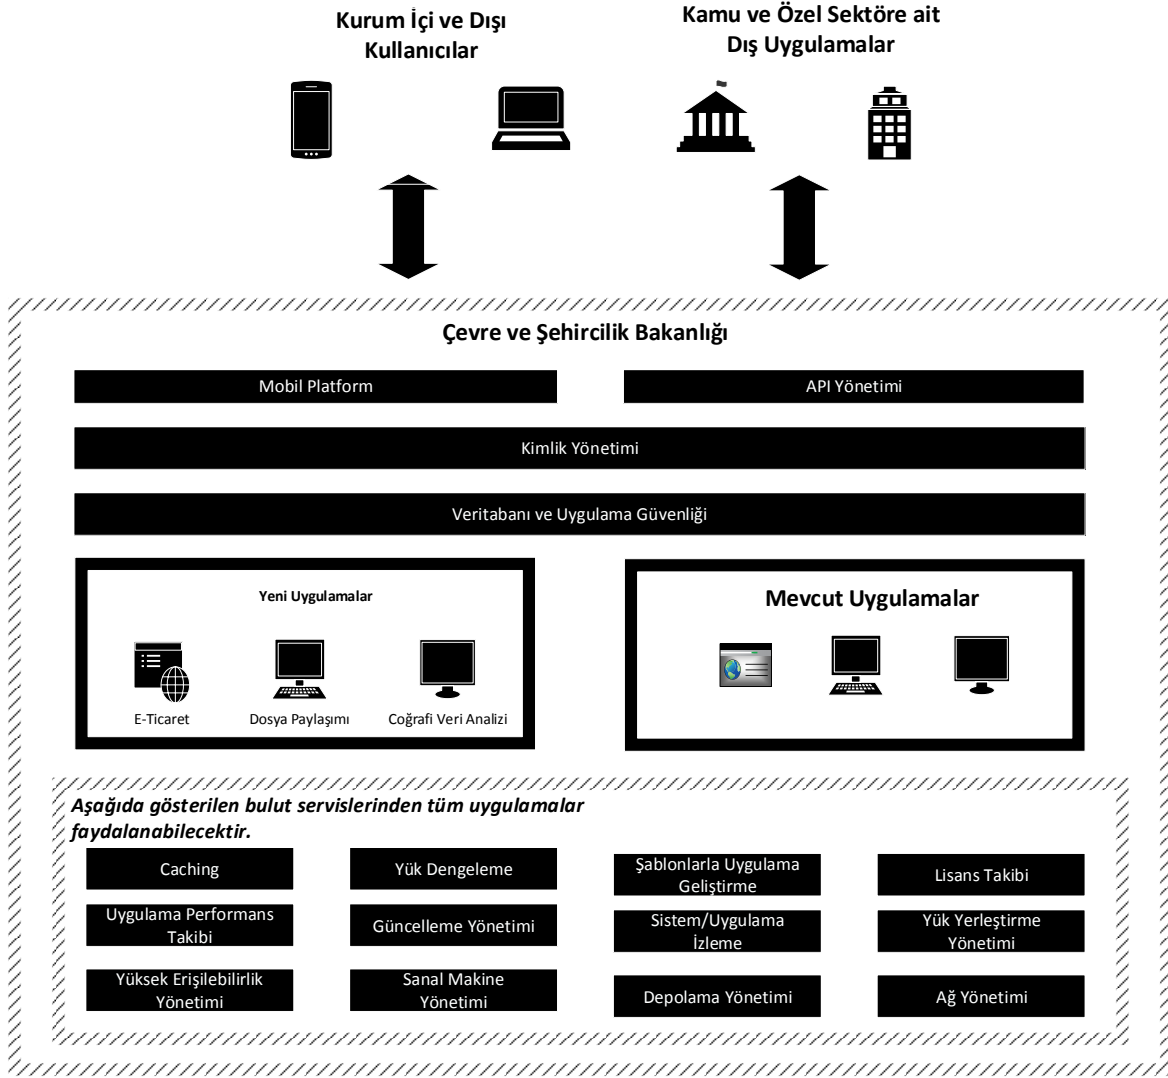 Kurum İçi ve Dışı
Kullanıcılar
Kamu ve Özel Sektöre ait
Dış Uygulamalar
Çevre ve Şehircilik Bakanlığı
Mobil Platform
API Yönetimi
Kimlik Yönetimi
Veritabanı ve Uygulama Güvenliği
Yeni Uygulamalar
E-Ticaret
Dosya Paylaşımı
Coğrafi Veri Analizi
Mevcut Uygulamalar
Aşağıda gösterilen bulut servislerinden tüm uygulamalar
faydalanabilecektir.
Caching
Yük Dengeleme
Şablonlarla Uygulama
Geliştirme
Lisans Takibi
Uygulama Performans
Takibi
Güncelleme Yönetimi
Sistem/Uygulama
İzleme
Yük Yerleştirme
Yönetimi
Yüksek Erişilebilirlik
Yönetimi
Sanal Makine
Yönetimi
Depolama Yönetimi
Ağ Yönetimi